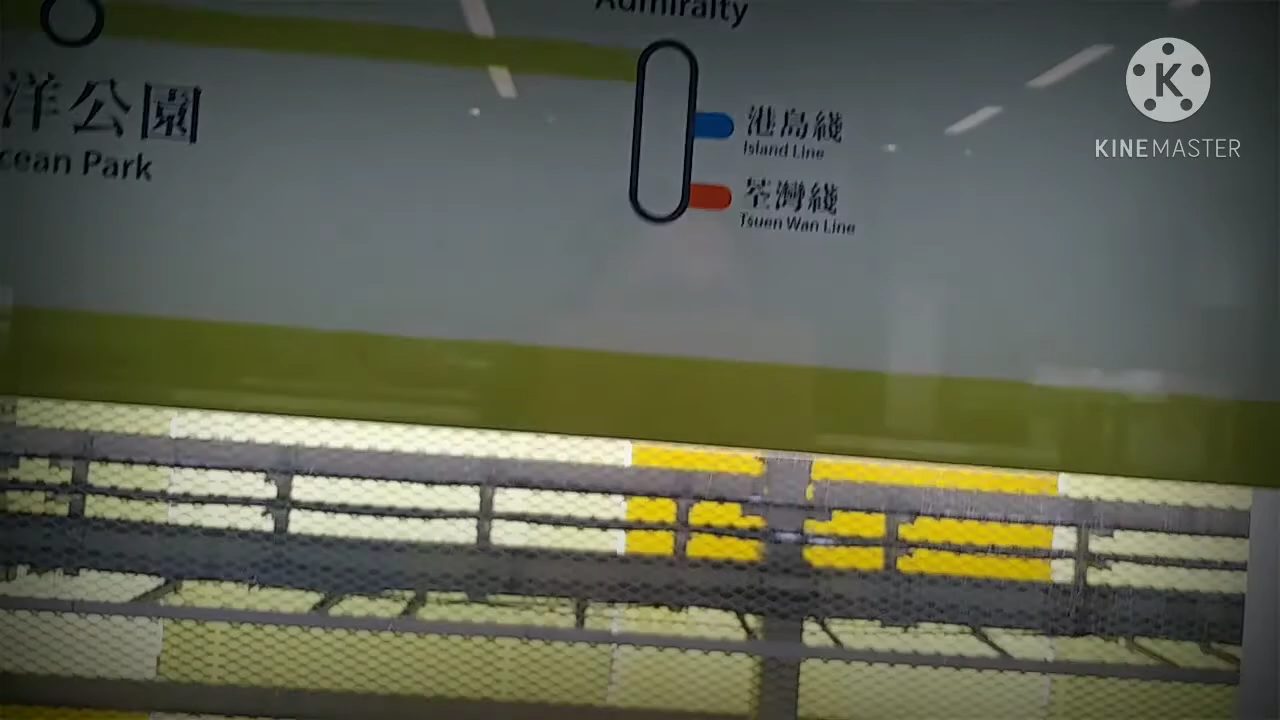 Admiralty
洋公園
cean Park
港島綫
Island Line
荃灣綫
Tsuen Wan Line
K
KINEMASTER